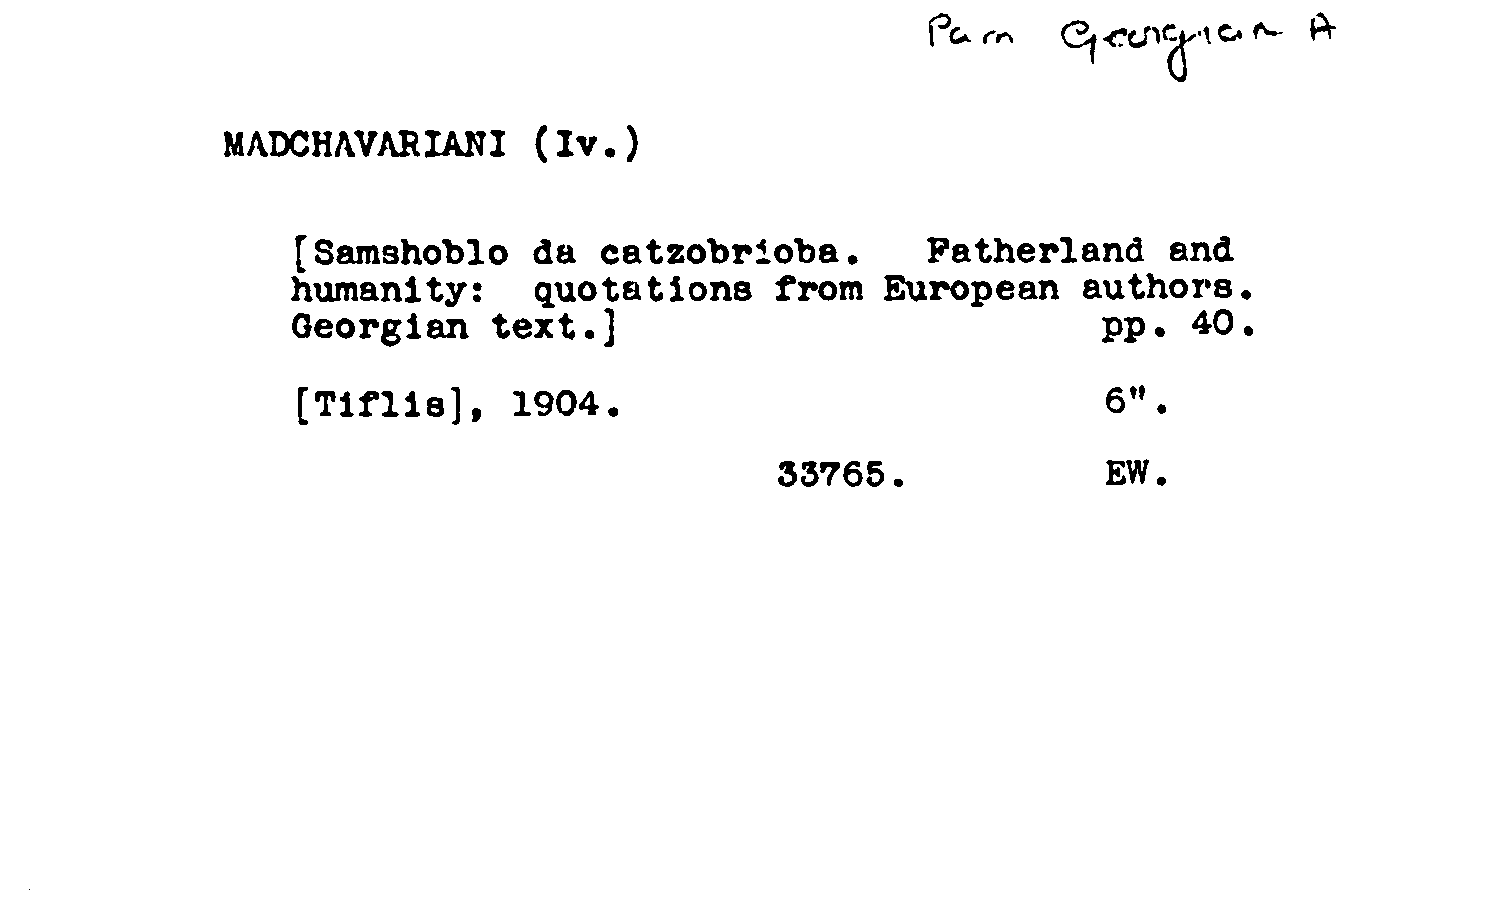 Pam Georgian A
MADCHAVARIANI (Iv.)
[Samshoblo da catzobrioba. Fatherland and
humanity: quotations from European authors.
Georgian text.] pp. 40.
[Tiflis], 1904. 6".
33765. EW.